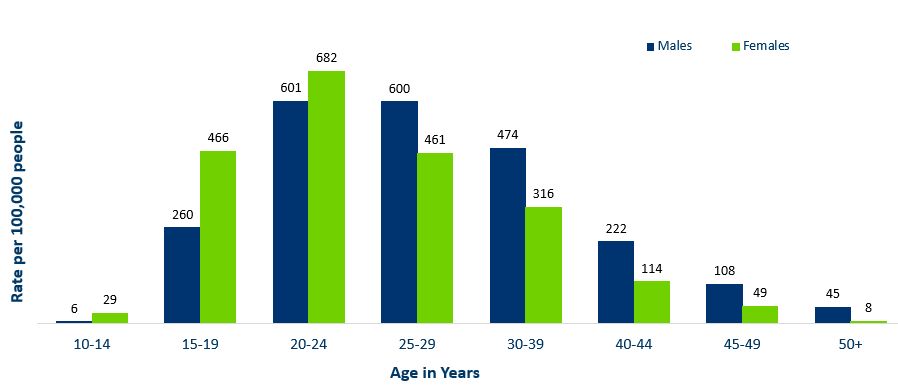 Males Females
682
601 600
466 461 474
316
260
222
114 108
29 49 45
6 8
10-14 15-19 20-24 25-29 30-39 40-44 45-49 50+
Age in Years
Rate per 100,000 people